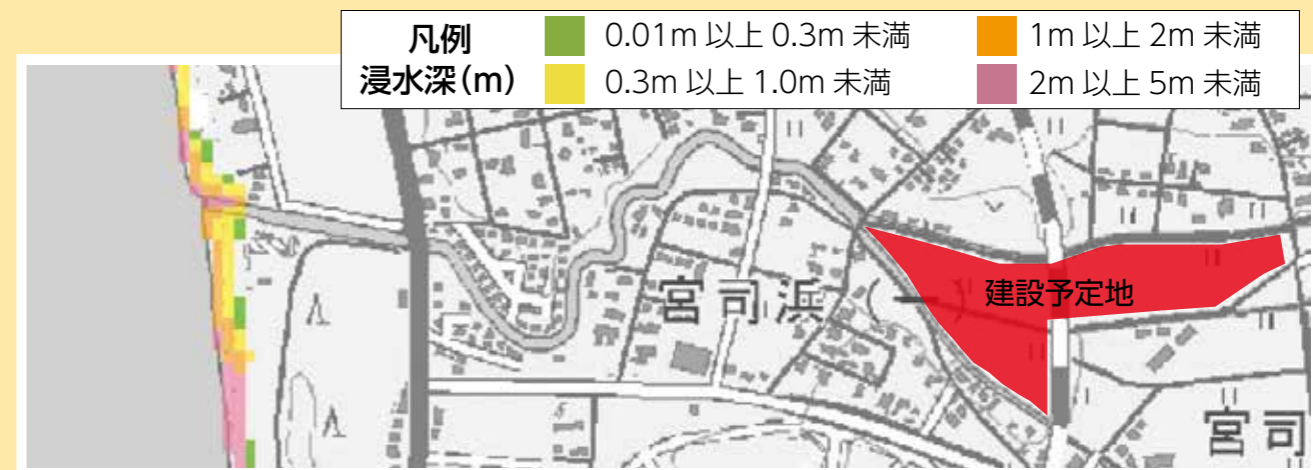 凡例
浸水深(m)
0.01m 以上 0.3m 未満
1m 以上 2m 未満
0.3m 以上 1.0m 未満
2m 以上 5m 未満
宮司浜
建設予定地
宮司